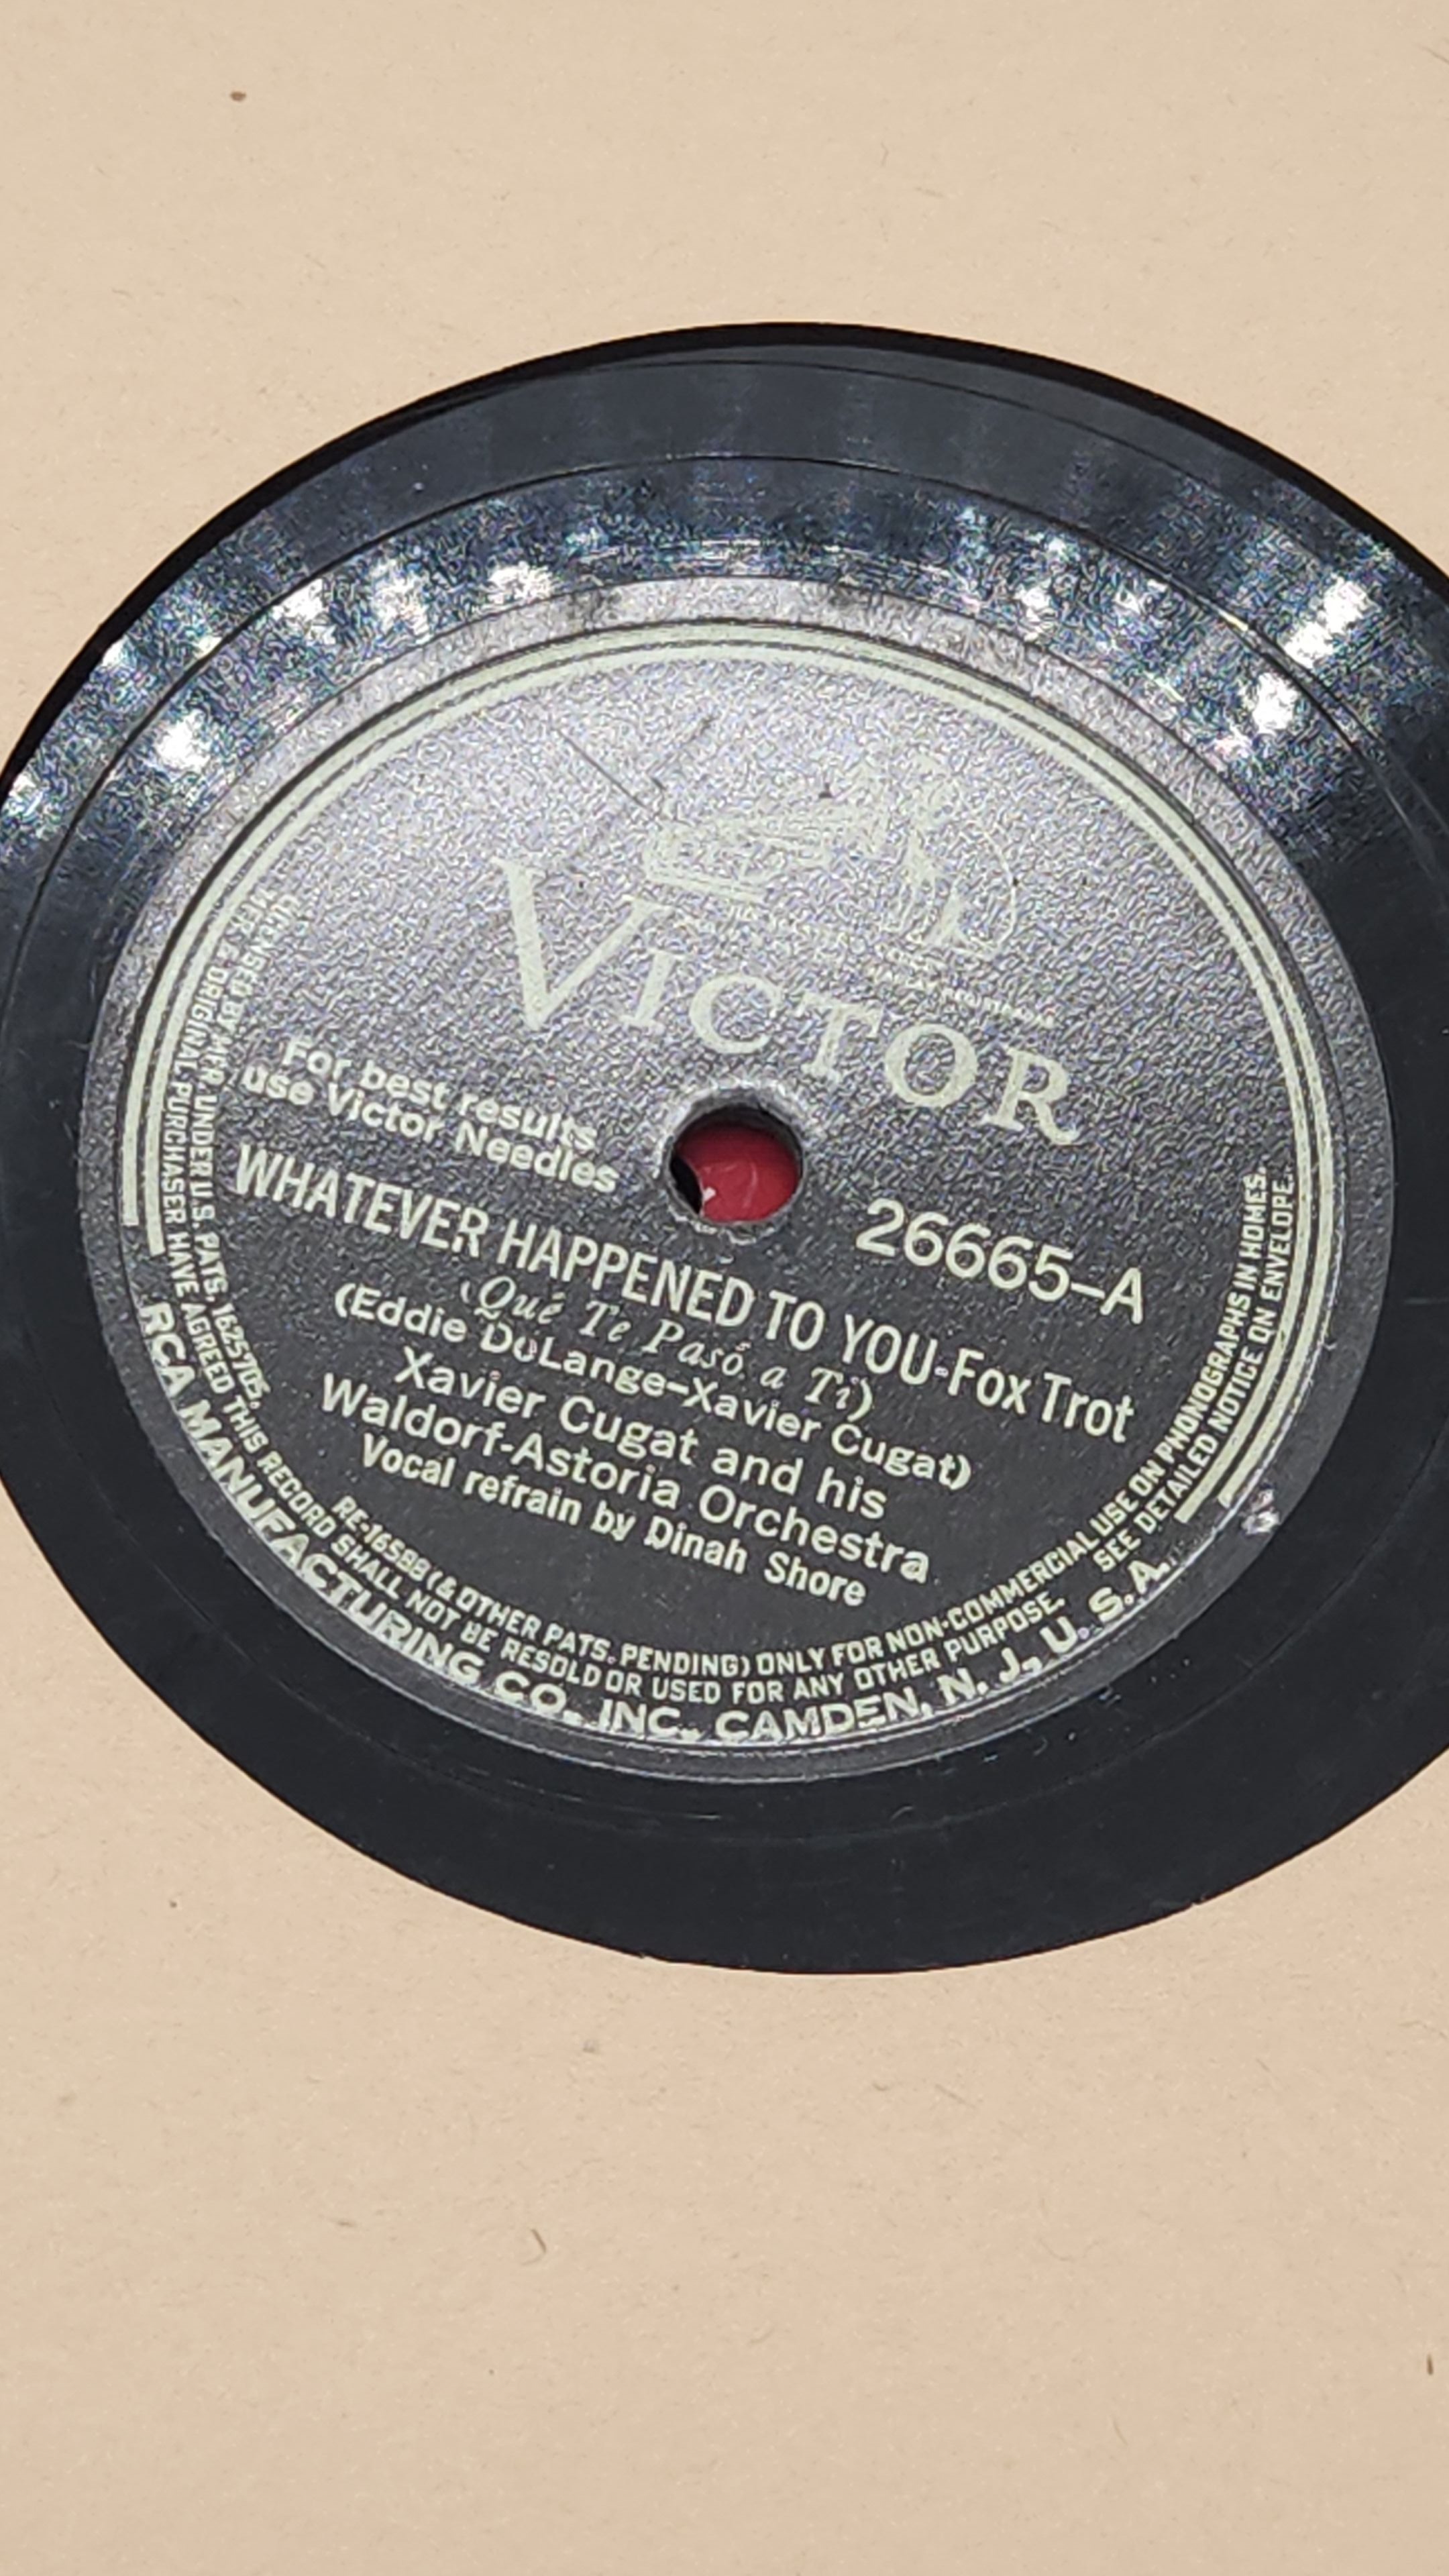 VICTOR
For best results
use Victor Needles
26665-A
WHATEVER HAPPENED TO YOU-Fox Trot
(Qué Te Pasó a Ti)
(Eddie DeLange-Xavier Cugat)
Xavier Cugat and his
Waldorf-Astoria Orchestra
Vocal refrain by Dinah Shore
LICENSED BY MFR. UNDER U.S. PATS. 1625705, RE-16588 (& OTHER PATS. PENDING) ONLY FOR NON-COMMERCIAL USE ON PHONOGRAPHS IN HOMES.
MFR. & ORIGINAL PURCHASER HAVE AGREED THIS RECORD SHALL NOT BE RESOLD OR USED FOR ANY OTHER PURPOSE. SEE DETAILED NOTICE ON ENVELOPE.
RCA MANUFACTURING CO., INC., CAMDEN, N. J., U. S. A.